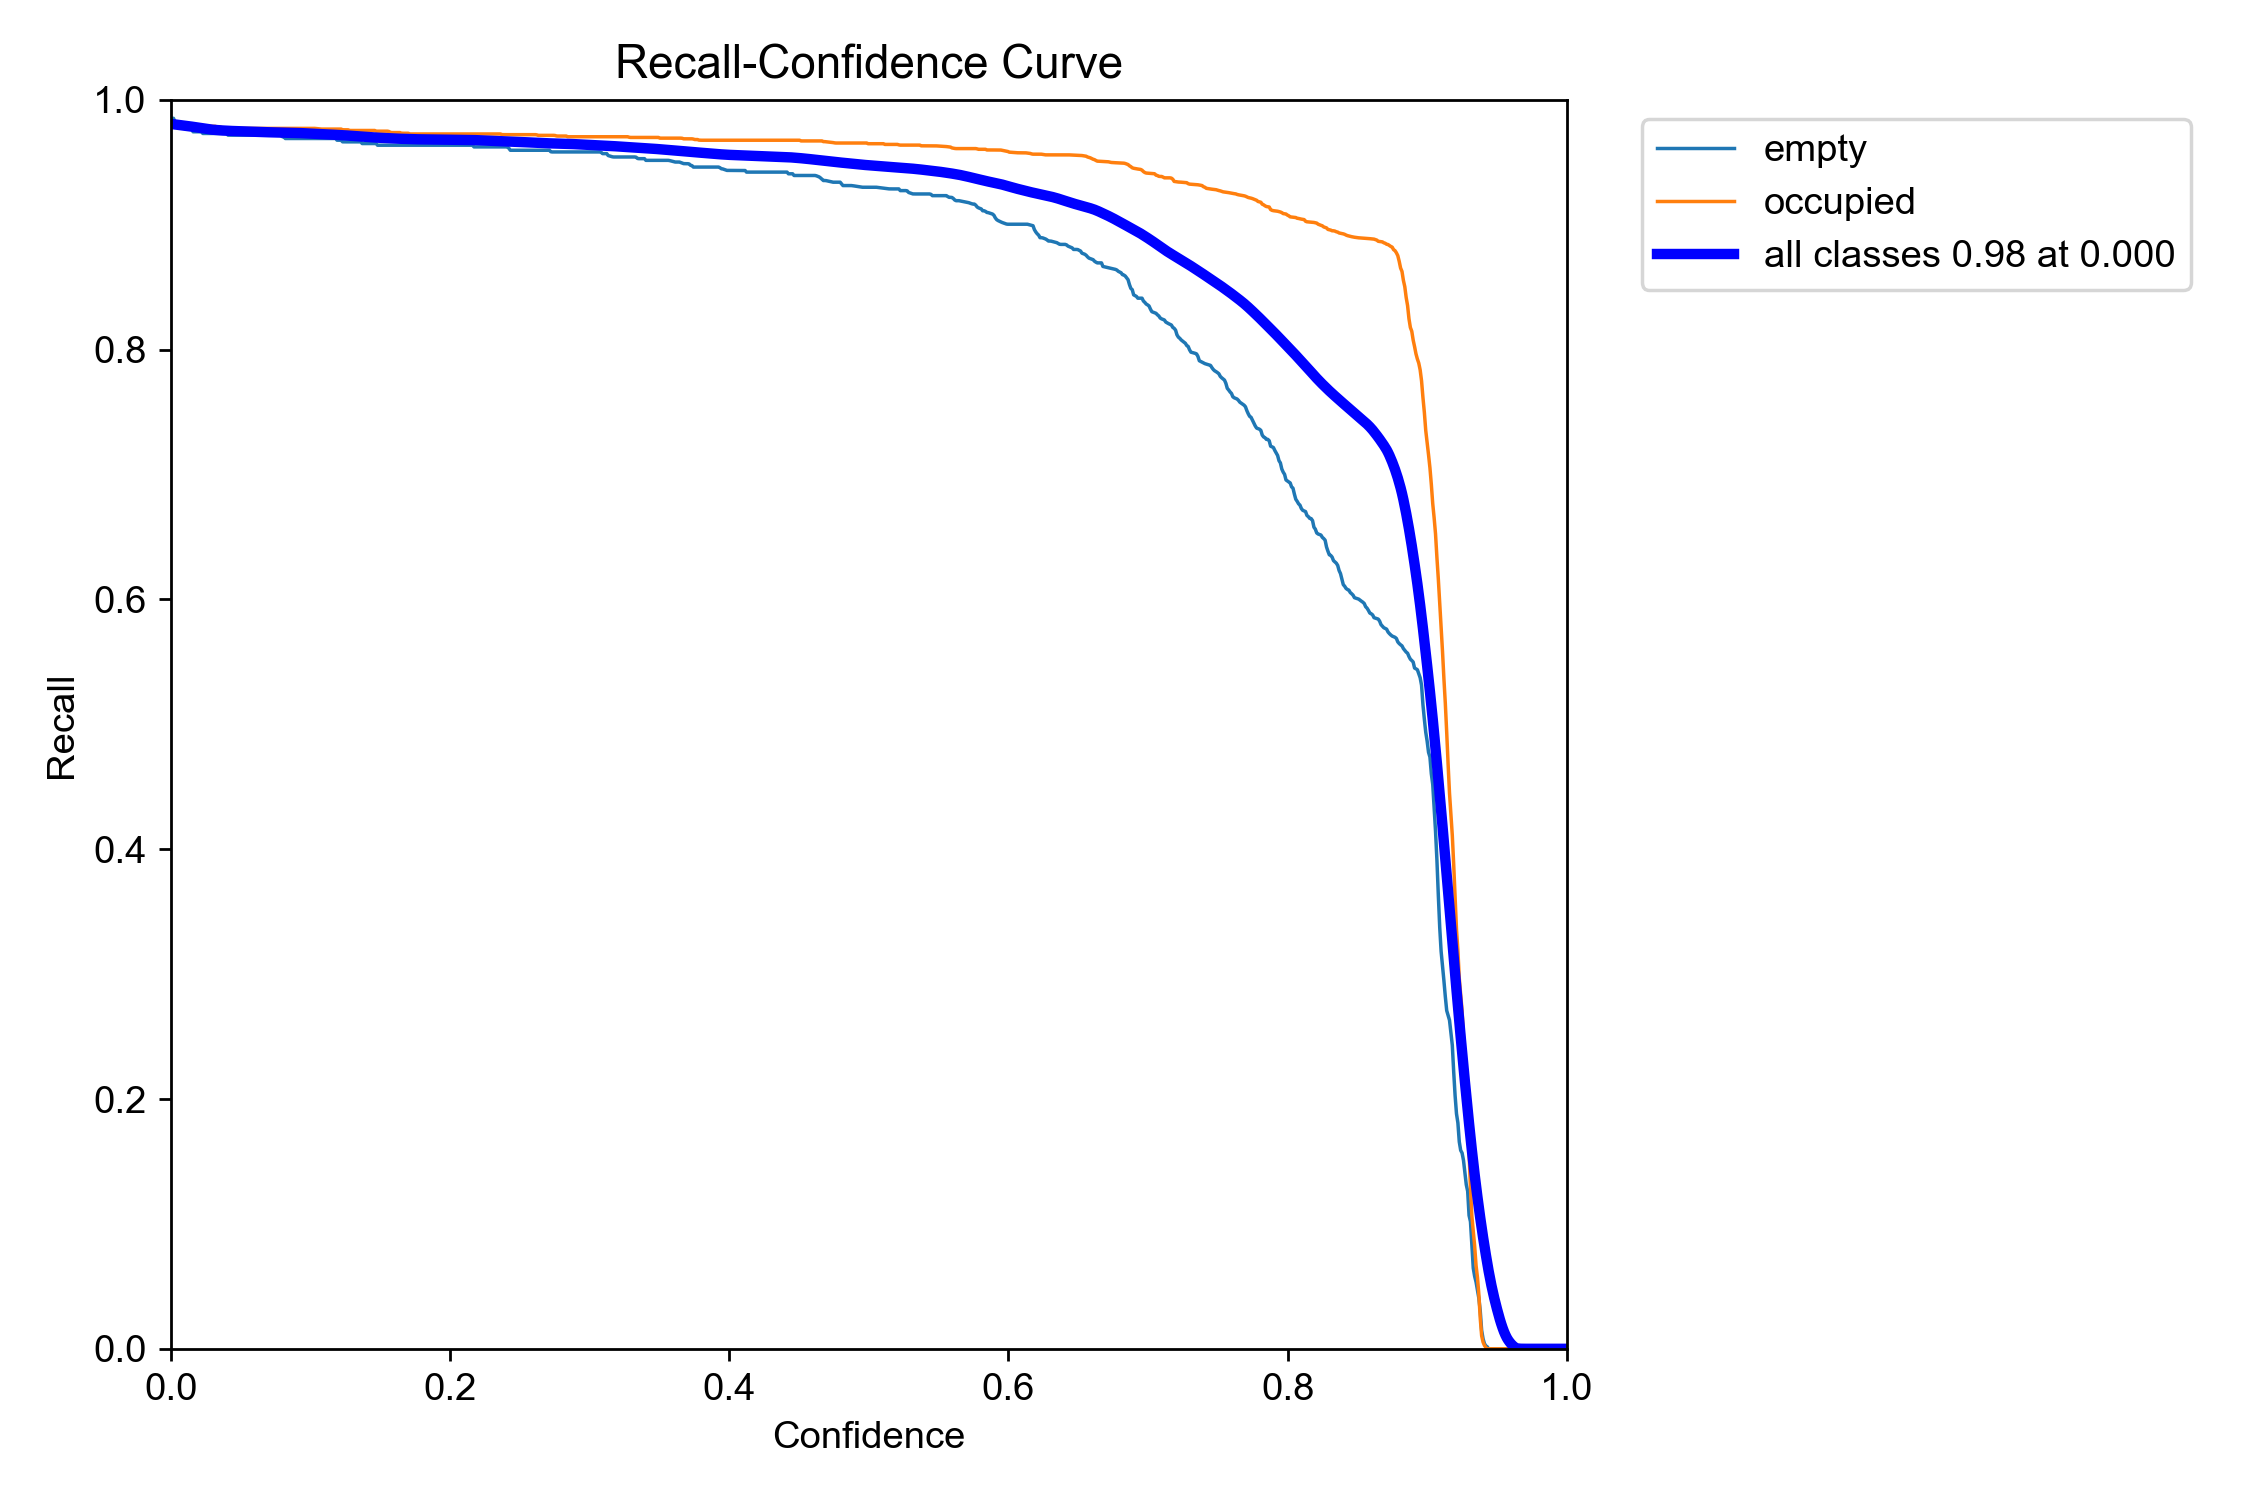 Recall-Confidence Curve
1.0
0.8
0.6
0.4
0.2
0.0
Recall
0.0 0.2 0.4 0.6 0.8 1.0
Confidence
empty
occupied
all classes 0.98 at 0.000